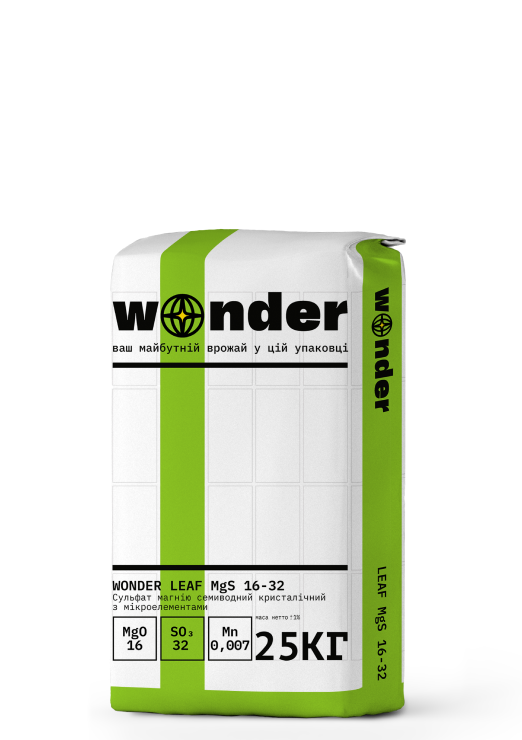 wonder
ваш майбутній врожай у цій упаковці
WONDER LEAF MgS 16-32
Сульфат магнію семиводний кристалічний
з мікроелементами
MgO
16
SO₃
32
Mn
0,007
маса нетто ±1%
25КГ
wonder
LEAF MgS 16-32